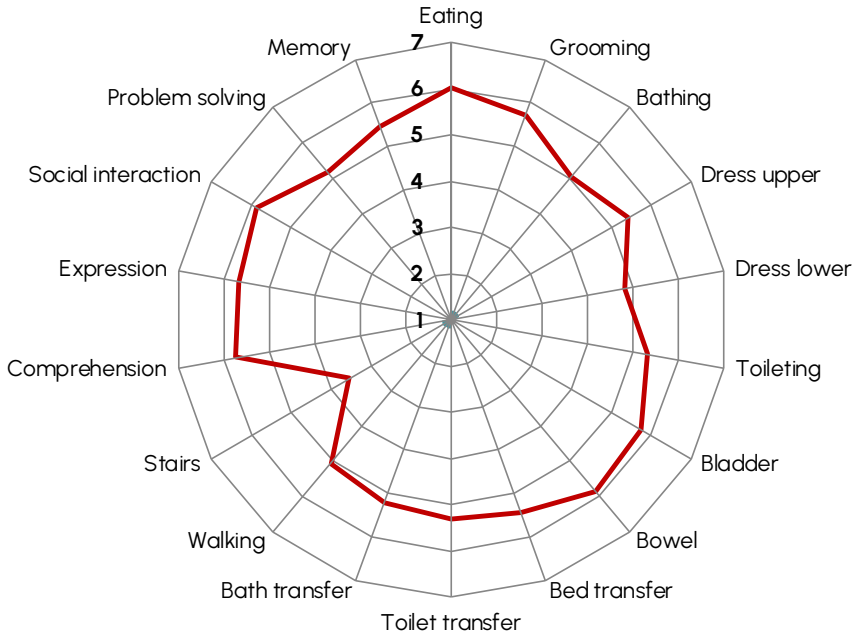 Eating
7
Memory
Grooming
6
Problem solving
Bathing
5
Social interaction
4
Dress upper
3
Expression
2
Dress lower
1
Comprehension
Toileting
Stairs
Bladder
Walking
Bowel
Bath transfer
Bed transfer
Toilet transfer